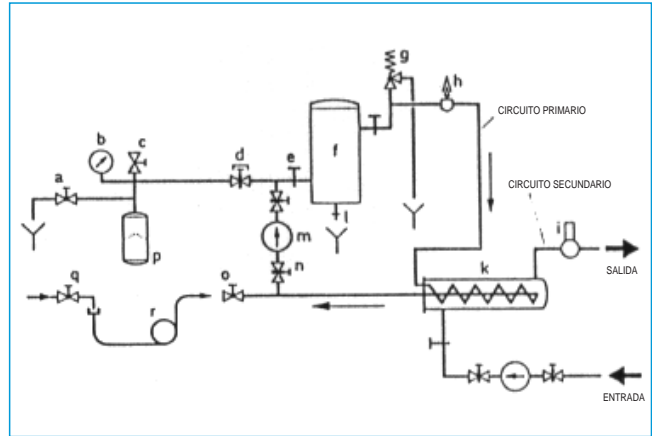 g
h
CIRCUITO PRIMARIO
b
c
d
e
f
a
CIRCUITO SECUNDARIO
l
i
m
p
SALIDA
q
n
k
o
r
ENTRADA